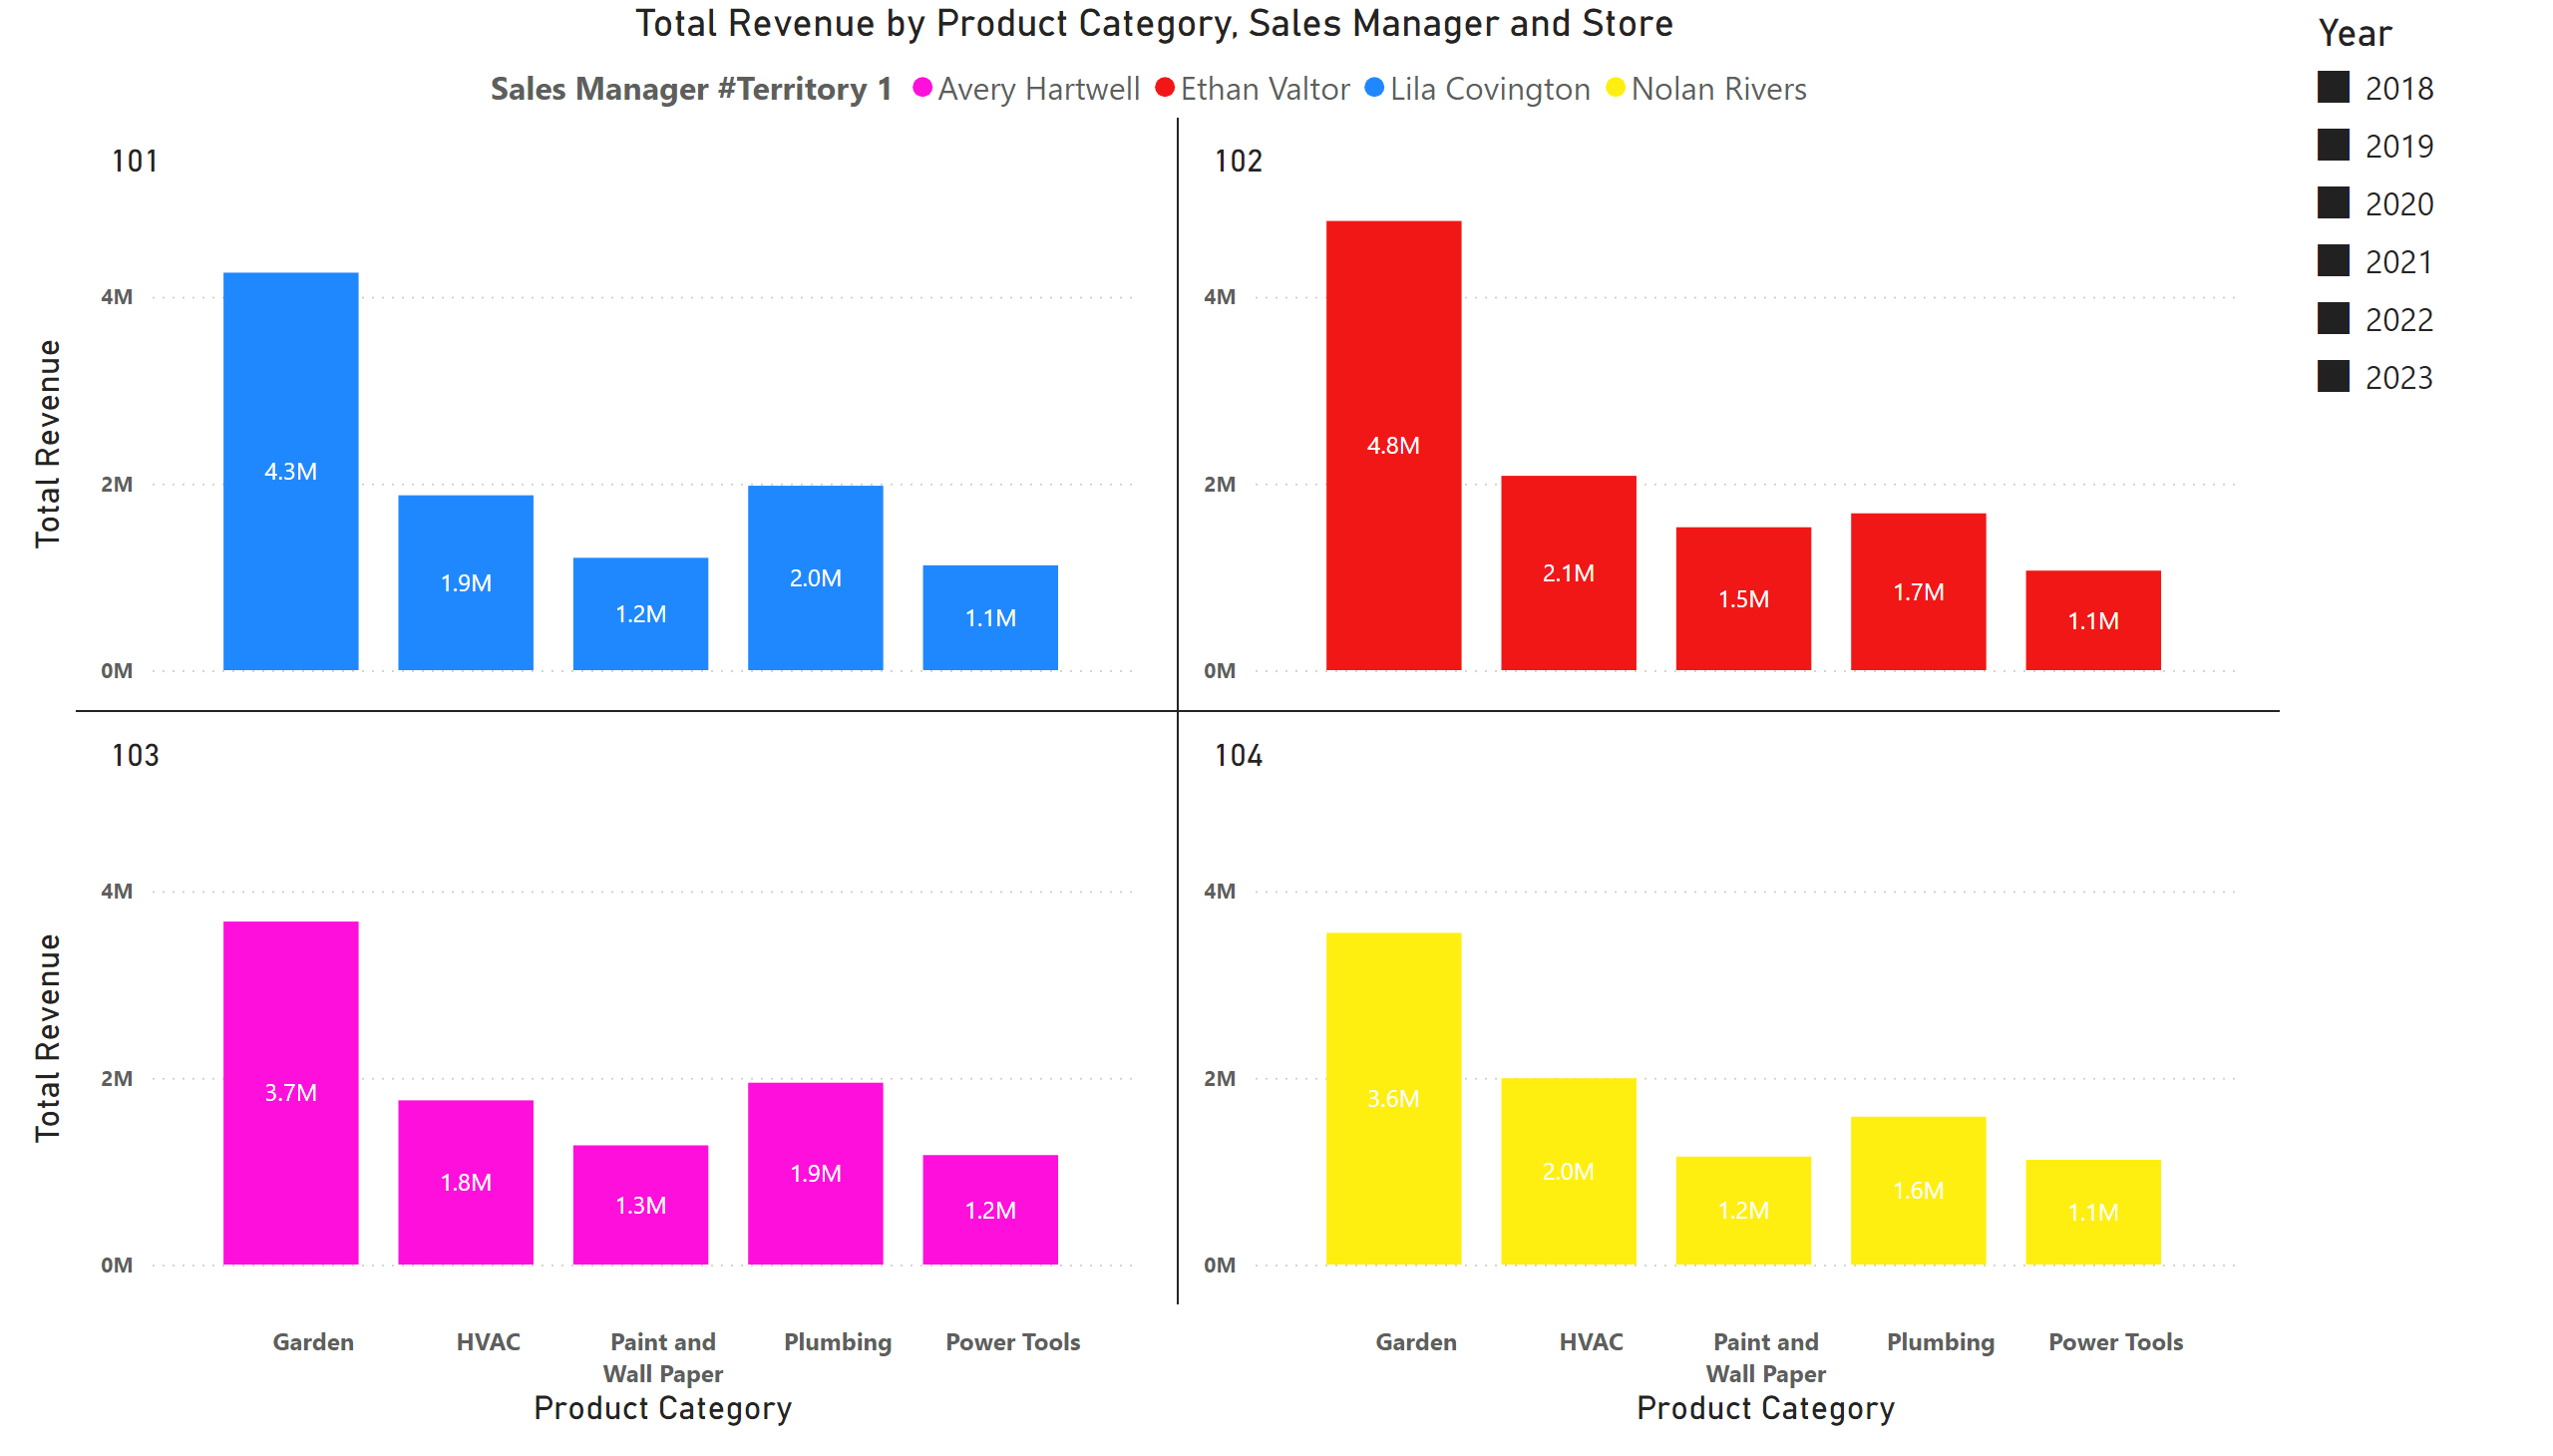 Total Revenue by Product Category, Sales Manager and Store
Sales Manager #Territory 1 Avery Hartwell Ethan Valtor Lila Covington Nolan Rivers
101
Total Revenue
4M
2M
0M
4.3M
1.9M
1.2M
2.0M
1.1M
102
4M
2M
0M
4.8M
2.1M
1.5M
1.7M
1.1M
103
Total Revenue
4M
2M
0M
3.7M
1.8M
1.3M
1.9M
1.2M
Garden
HVAC
Paint and
Wall Paper
Plumbing
Power Tools
Product Category
104
4M
2M
0M
3.6M
2.0M
1.2M
1.6M
1.1M
Garden
HVAC
Paint and
Wall Paper
Plumbing
Power Tools
Product Category
Year
2018
2019
2020
2021
2022
2023